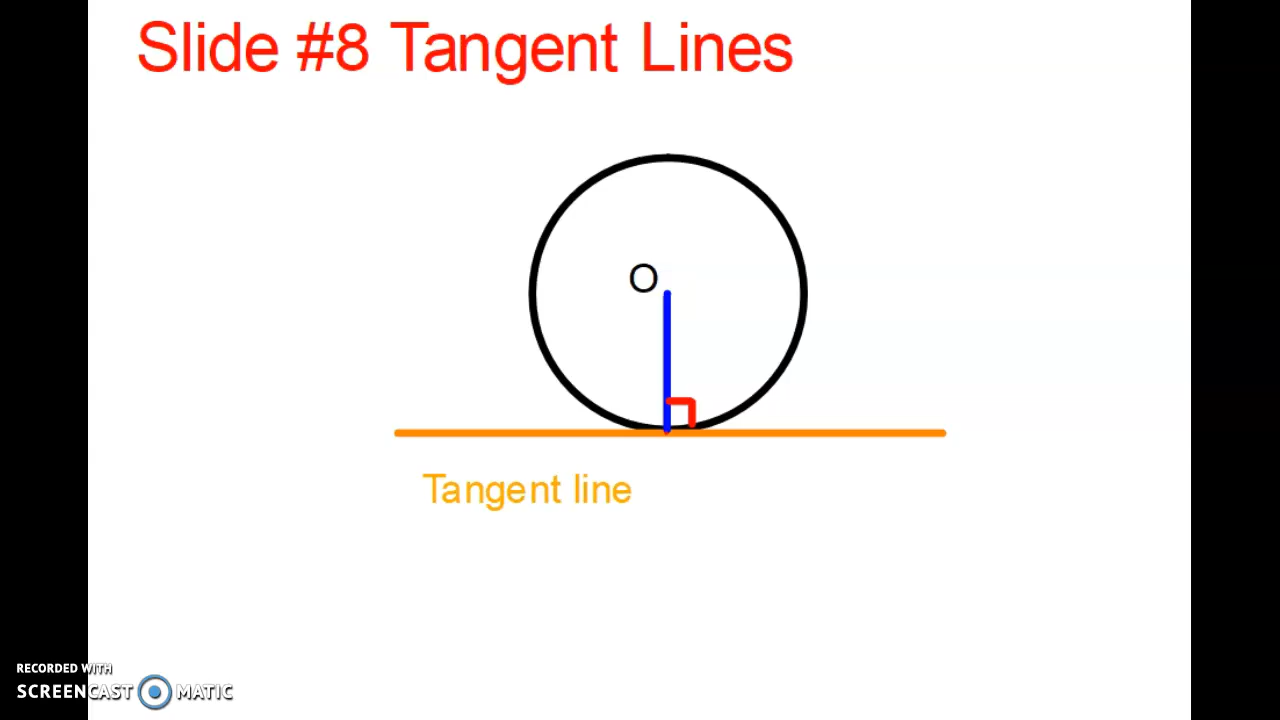 Slide #8 Tangent Lines
O
Tangent line
RECORDED WITH
SCREENCAST MATIC